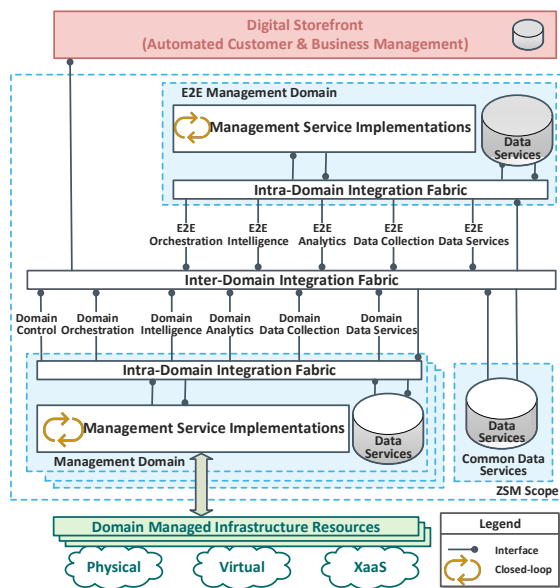 Digital Storefront
(Automated Customer & Business Management)
E2E Management Domain
Management Service Implementations
Data
Services
Intra-Domain Integration Fabric
E2E
Orchestration
E2E
Intelligence
E2E
Analytics
E2E
Data Collection
E2E
Data Services
Inter-Domain Integration Fabric
Domain
Control
Domain
Orchestration
Domain
Intelligence
Domain
Analytics
Domain
Data Collection
Domain
Data Services
Intra-Domain Integration Fabric
Management Service Implementations
Data
Services
Management Domain
Data
Services
Common Data
Services
ZSM Scope
Domain Managed Infrastructure Resources
Physical
Virtual
XaaS
Legend
Interface
Closed-loop